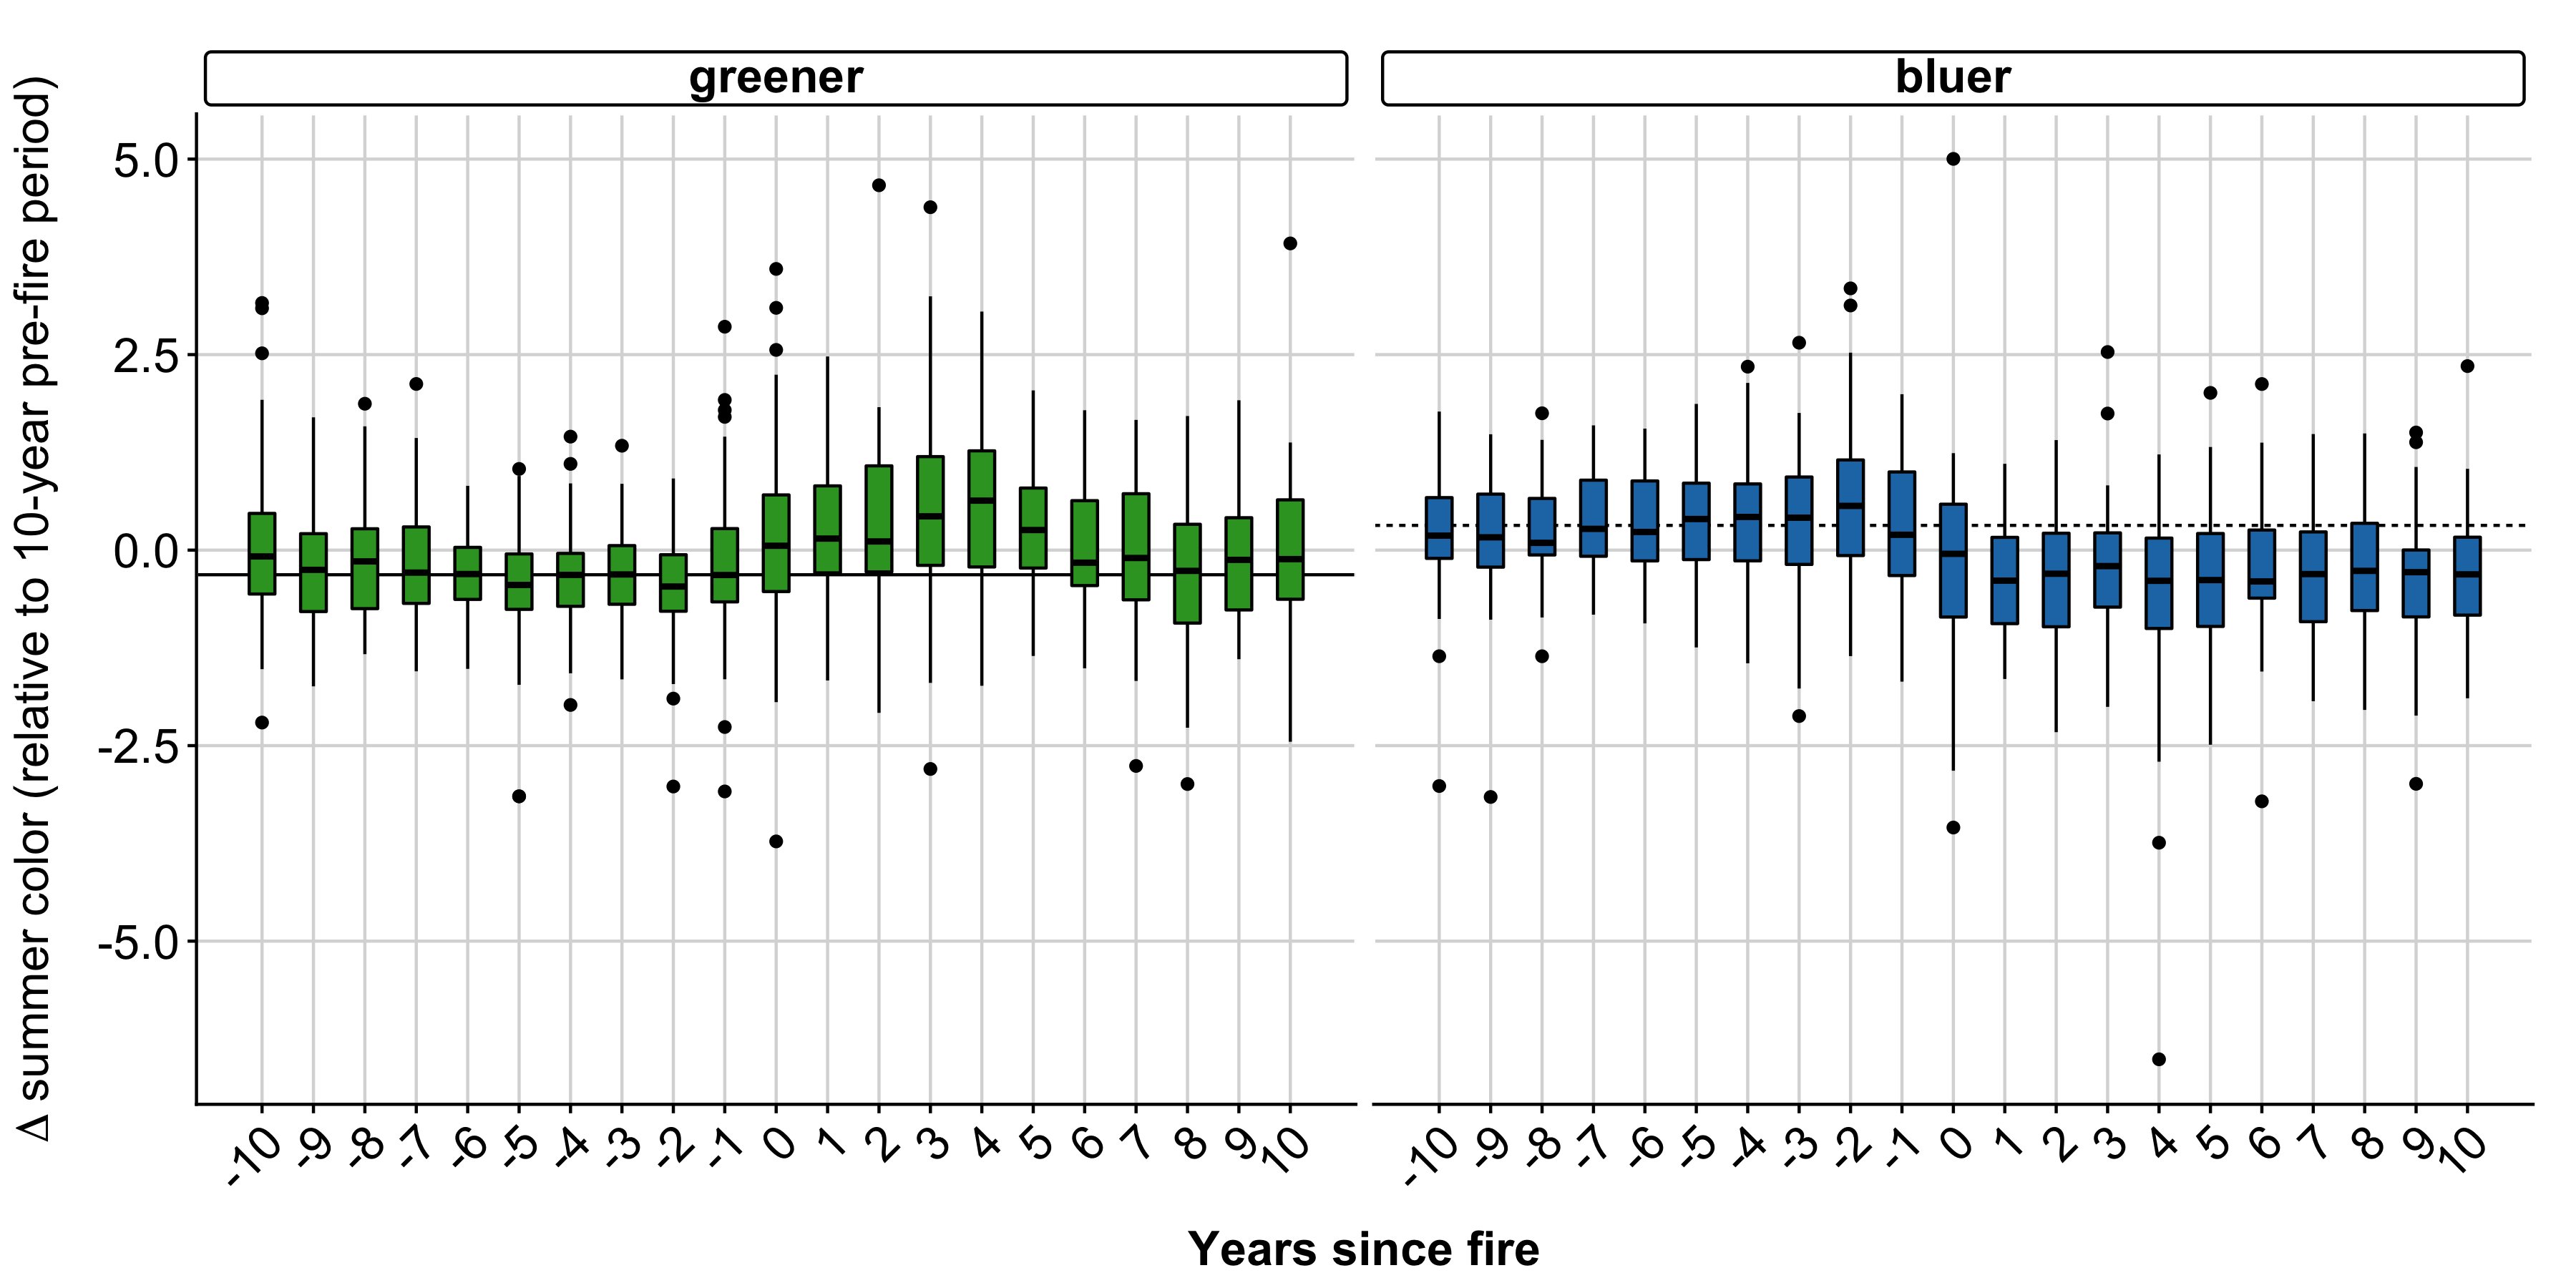 greener
bluer
Δ summer color (relative to 10-year pre-fire period)
5.0
2.5
0.0
-2.5
-5.0
-10 -9 -8 -7 -6 -5 -4 -3 -2 -1 0 1 2 3 4 5 6 7 8 9 10
-10 -9 -8 -7 -6 -5 -4 -3 -2 -1 0 1 2 3 4 5 6 7 8 9 10
Years since fire